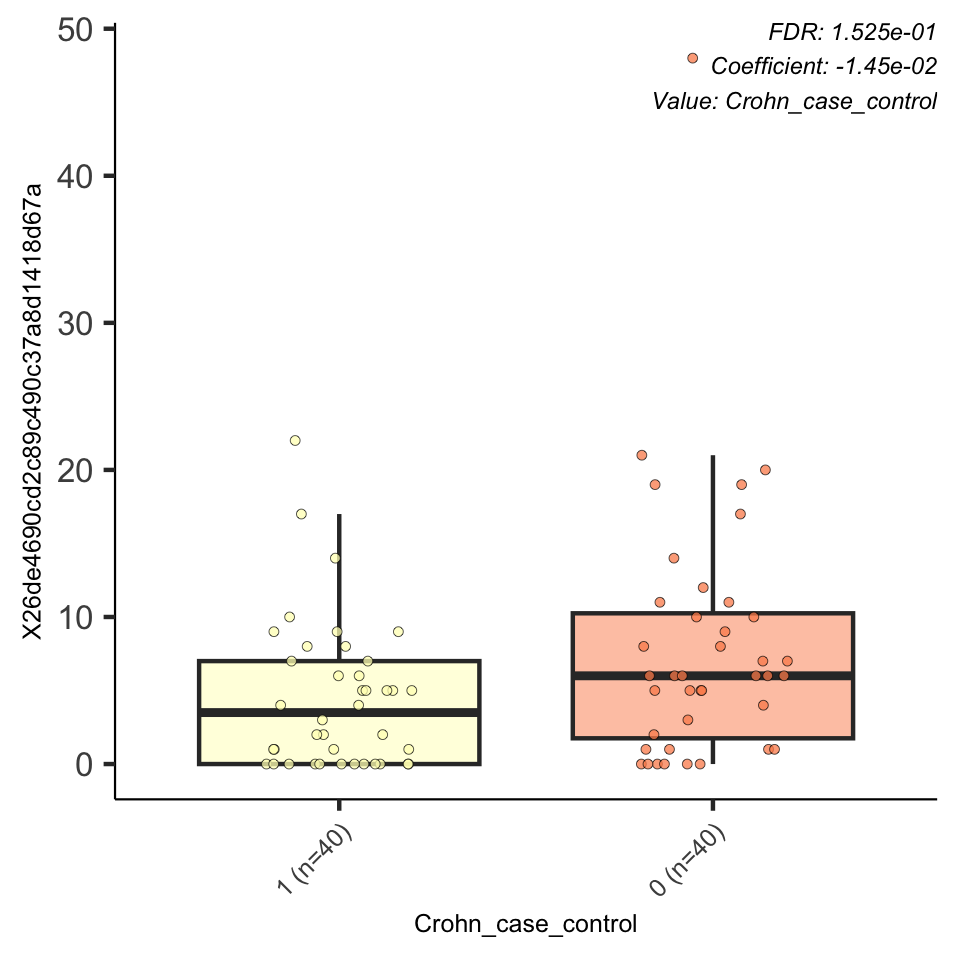 FDR: 1.525e-01
Coefficient: -1.45e-02
Value: Crohn_case_control
X26de4690cd2c89c490c37a8d1418d67a
50
40
30
20
10
0
1 (n=40)
0 (n=40)
Crohn_case_control